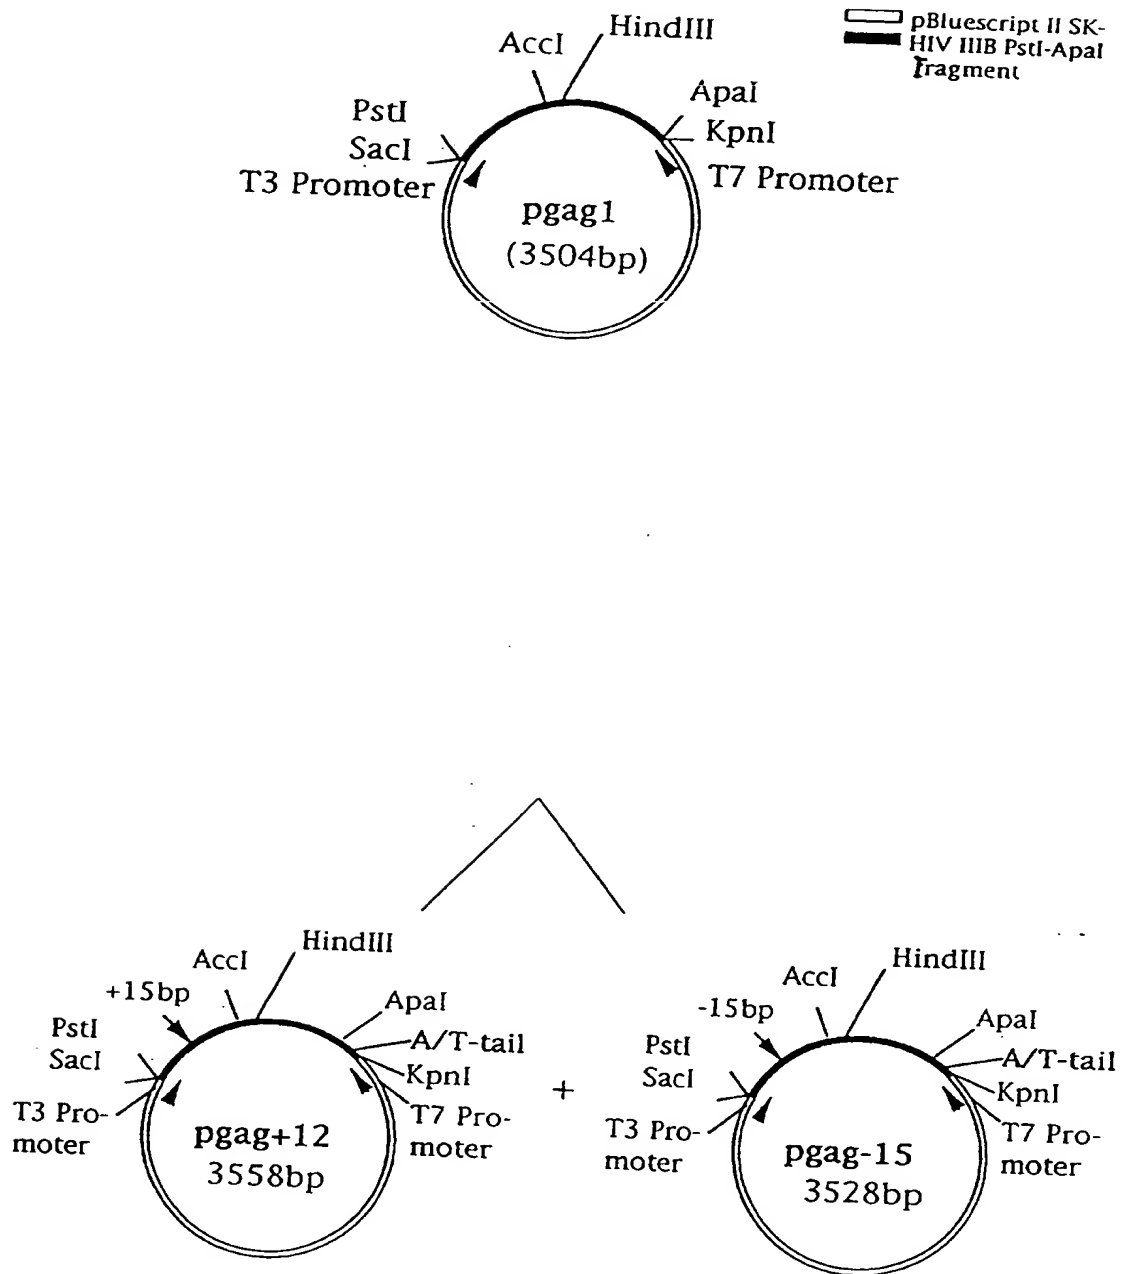 pBluescript II SK-
HIV IIIB PstI-ApaI
fragment
HindIII
AccI
ApaI
PstI
KpnI
SacI
T3 Promoter
T7 Promoter
pgag1
(3504bp)
HindIII
AccI
+15bp
ApaI
PstI
A/T-tail
SacI
KpnI
T3 Pro-
moter
T7 Pro-
moter
pgag+12
3558bp
+
HindIII
AccI
-15bp
ApaI
PstI
A/T-tail
SacI
KpnI
T3 Pro-
moter
T7 Pro-
moter
pgag-15
3528bp